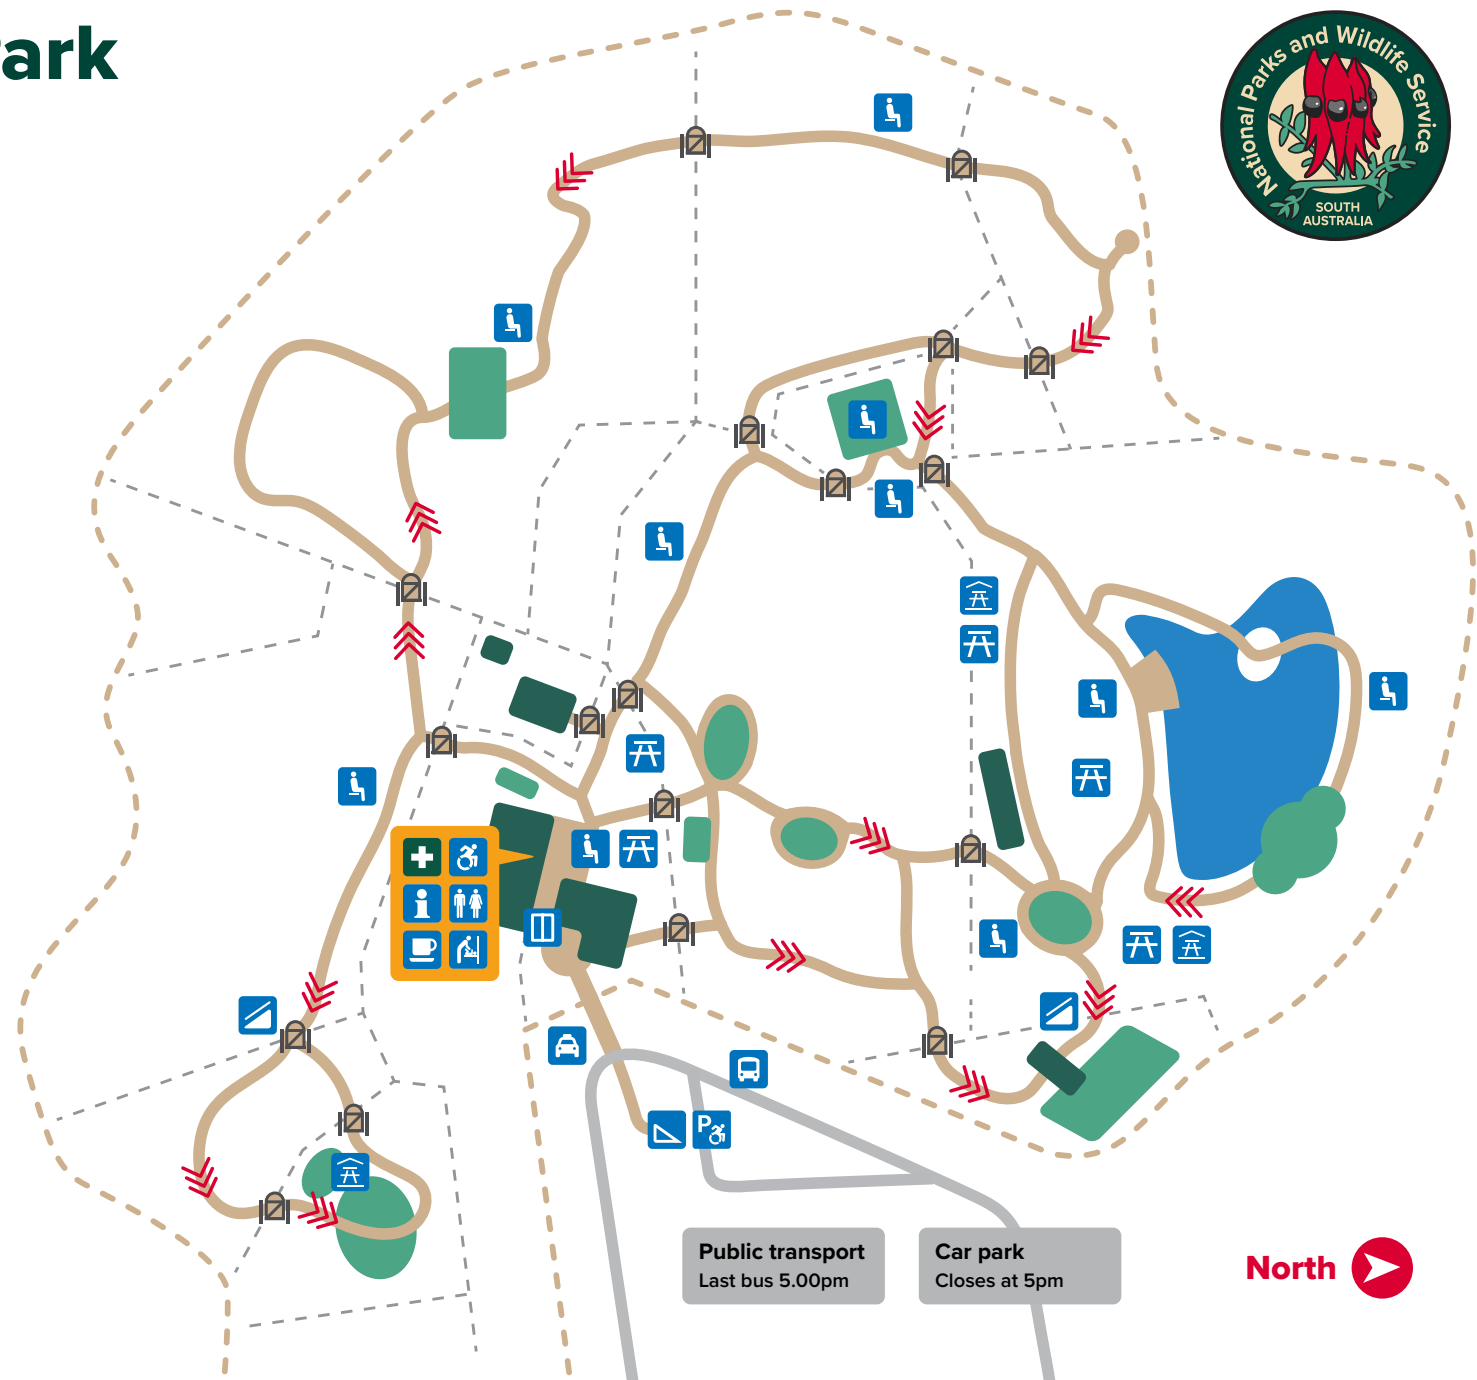 ark
National Parks and Wildlife Service
SOUTH
AUSTRALIA
P
Public transport
Last bus 5.00pm
Car park
Closes at 5pm
North